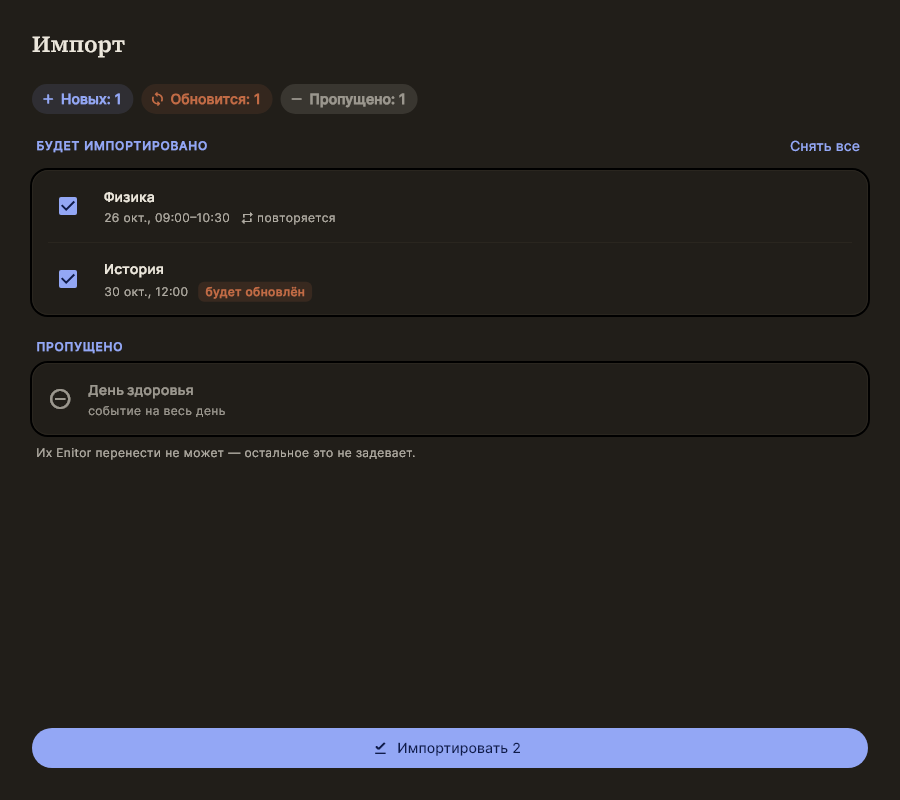 Импорт
+ Новых: 1
Обновится: 1
− Пропущено: 1
БУДЕТ ИМПОРТИРОВАНО
Снять все
Физика
26 окт., 09:00–10:30 повторяется
История
30 окт., 12:00 будет обновлён
ПРОПУЩЕНО
День здоровья
событие на весь день
Их Enitor перенести не может — остальное это не задевает.
Импортировать 2